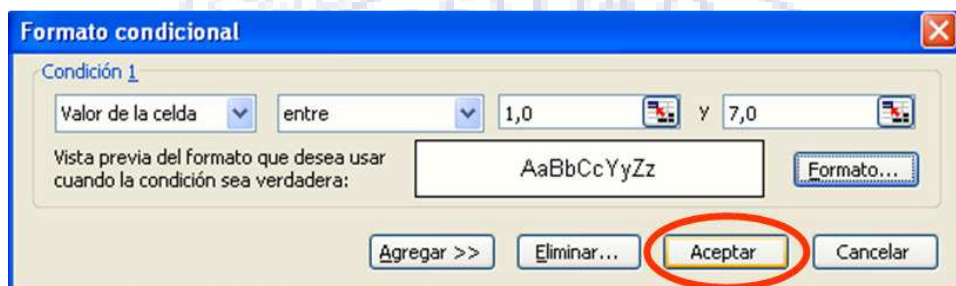 Formato condicional
Condición 1
Valor de la celda entre 1,0 y 7,0
Vista previa del formato que desea usar
cuando la condición sea verdadera:
AaBbCcYyZz
Formato...
Agregar >> Eliminar... Aceptar Cancelar